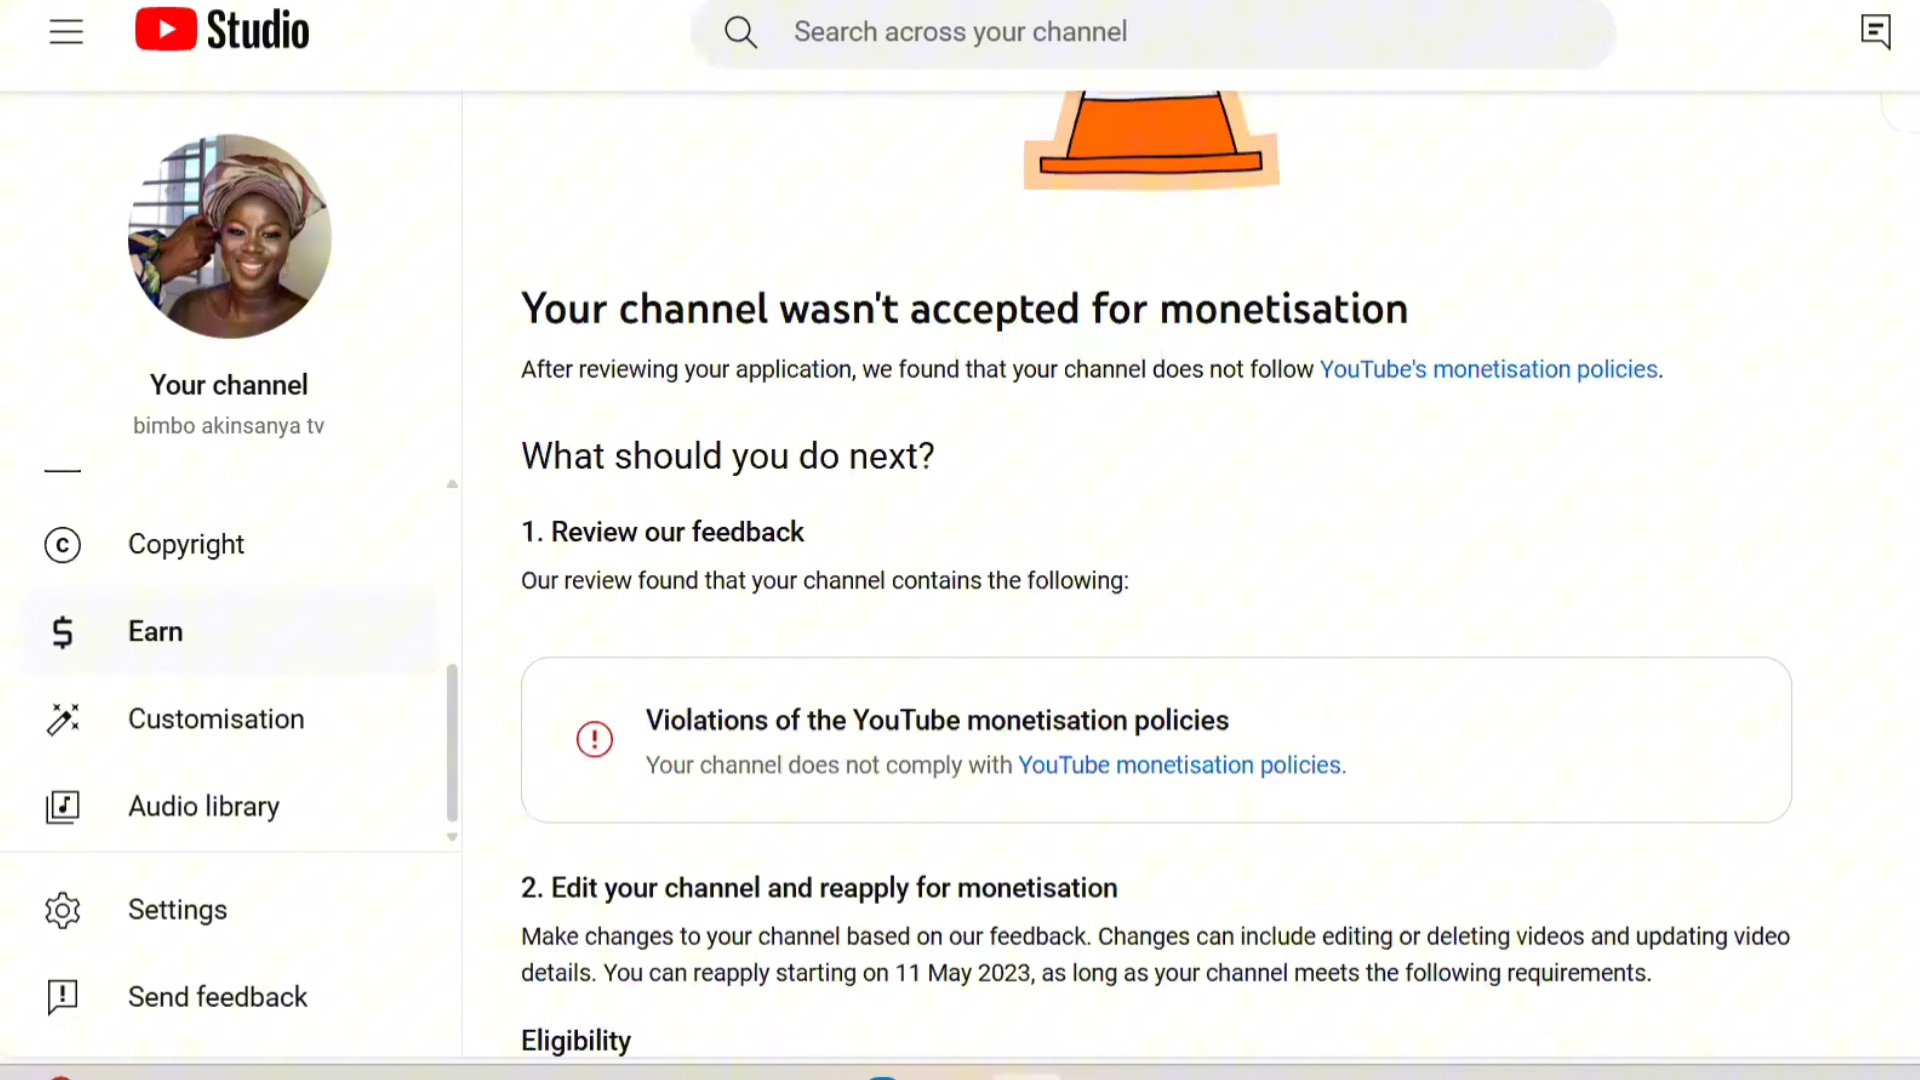 Studio
Search across your channel
Your channel
bimbo akinsanya tv
Copyright
Earn
Customisation
Audio library
Settings
Send feedback
Your channel wasn't accepted for monetisation
After reviewing your application, we found that your channel does not follow YouTube's monetisation policies.
What should you do next?
1. Review our feedback
Our review found that your channel contains the following:
Violations of the YouTube monetisation policies
Your channel does not comply with YouTube monetisation policies.
2. Edit your channel and reapply for monetisation
Make changes to your channel based on our feedback. Changes can include editing or deleting videos and updating video
details. You can reapply starting on 11 May 2023, as long as your channel meets the following requirements.
Eligibility